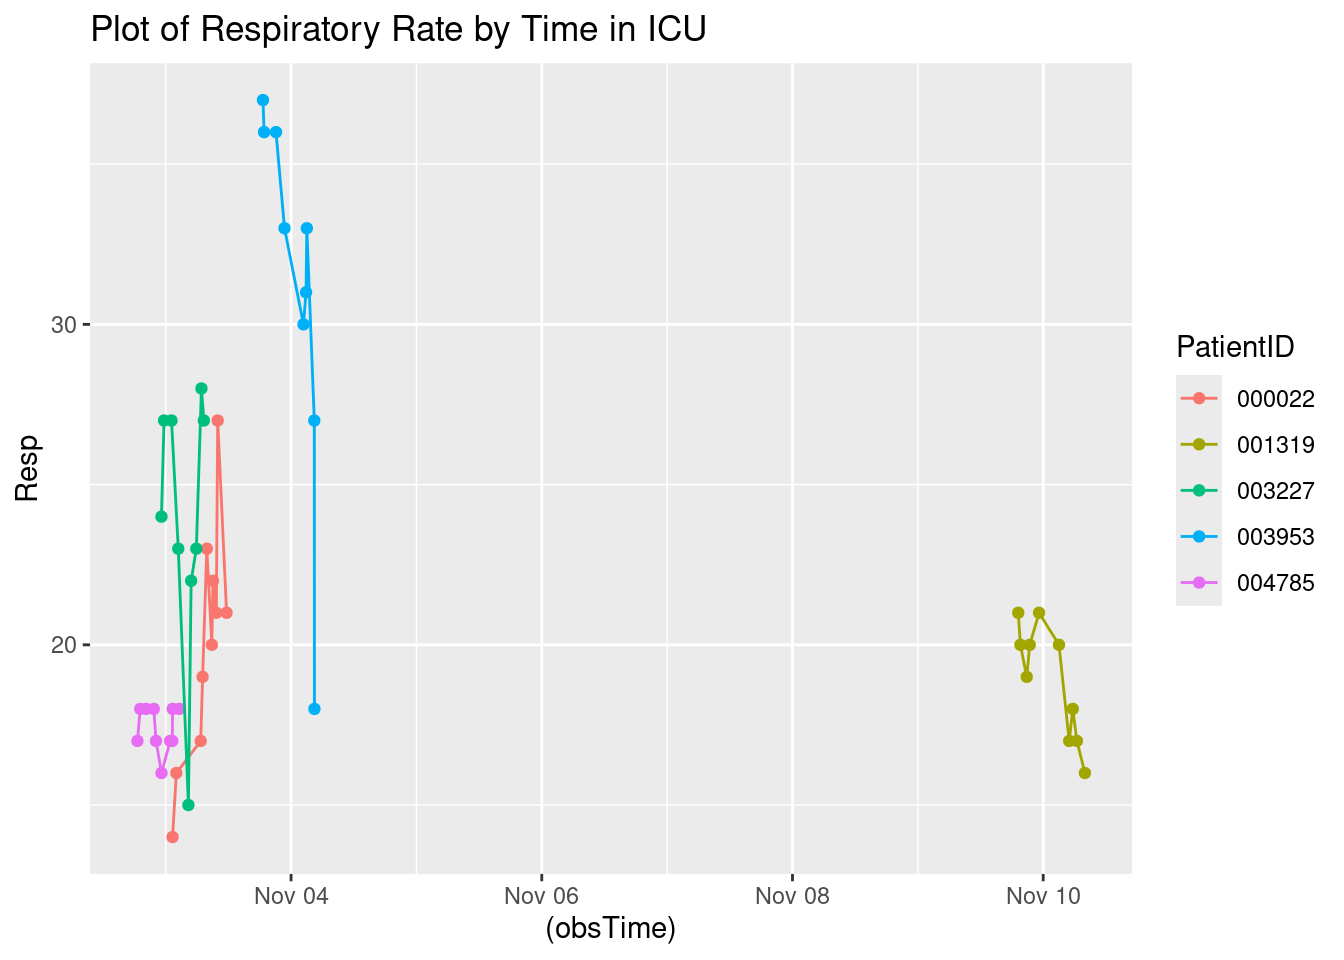 Plot of Respiratory Rate by Time in ICU
Resp
30
20
Nov 04
Nov 06
Nov 08
Nov 10
(obsTime)
PatientID
000022
001319
003227
003953
004785